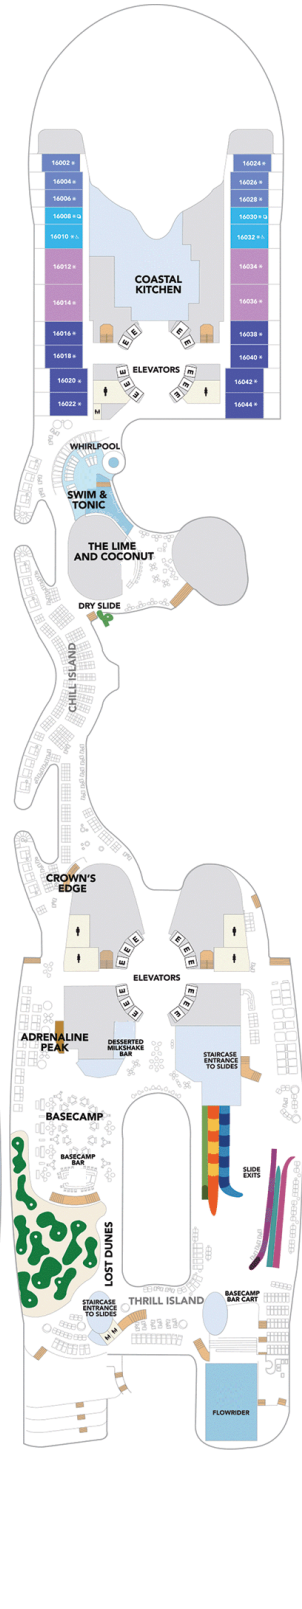 16002
16004
16006
16008
16010
16012
16014
16016
16018
16020
16022
16024
16026
16028
16030
16032
16034
16036
16038
16040
16042
16044
COASTAL
KITCHEN
E E E E E E
ELEVATORS
E E E E E E
M
WHIRLPOOL
SWIM &
TONIC
THE LIME
AND COCONUT
DRY SLIDE
CHILL ISLAND
CROWN'S
EDGE
E E E E E E
ELEVATORS
E E E E E E
ADRENALINE
PEAK
DESSERTED
MILKSHAKE
BAR
STAIRCASE
ENTRANCE
TO SLIDES
BASECAMP
BASECAMP
BAR
SLIDE
EXITS
LOST DUNES
THRILL ISLAND
BASECAMP
BAR CART
STAIRCASE
ENTRANCE
TO SLIDES
M M
FLOWRIDER